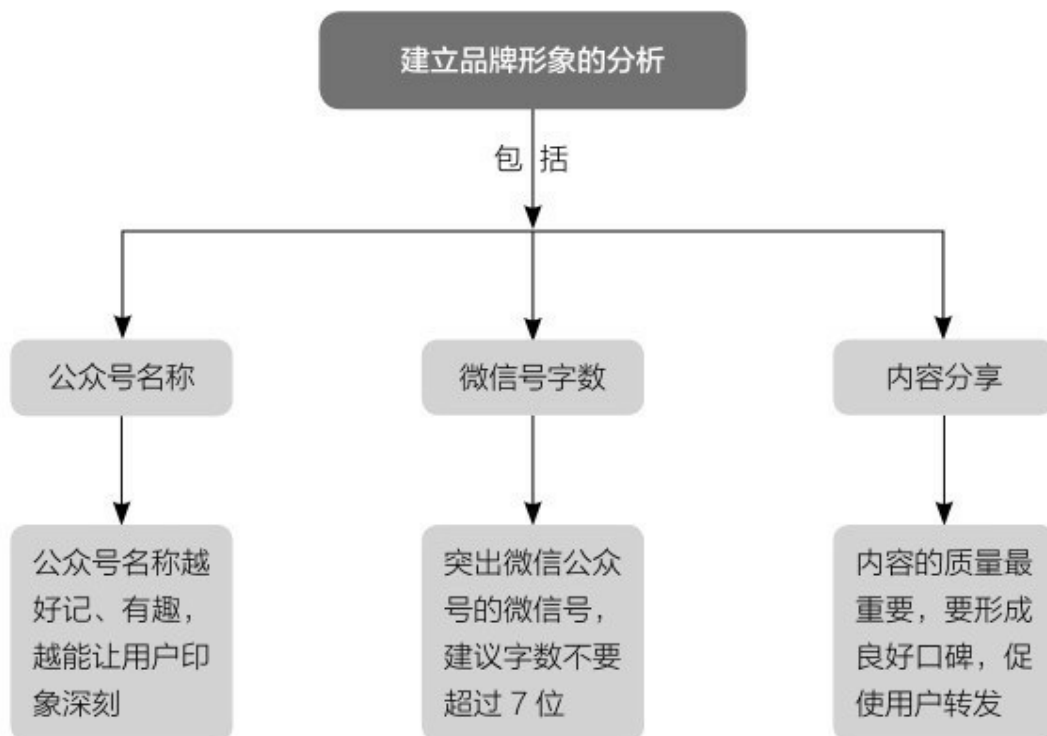 建立品牌形象的分析
包 括
公众号名称
微信号字数
内容分享
公众号名称越
好记、有趣，
越能让用户印
象深刻
突出微信公众
号的微信号，
建议字数不要
超过 7 位
内容的质量最
重要，要形成
良好口碑，促
使用户转发